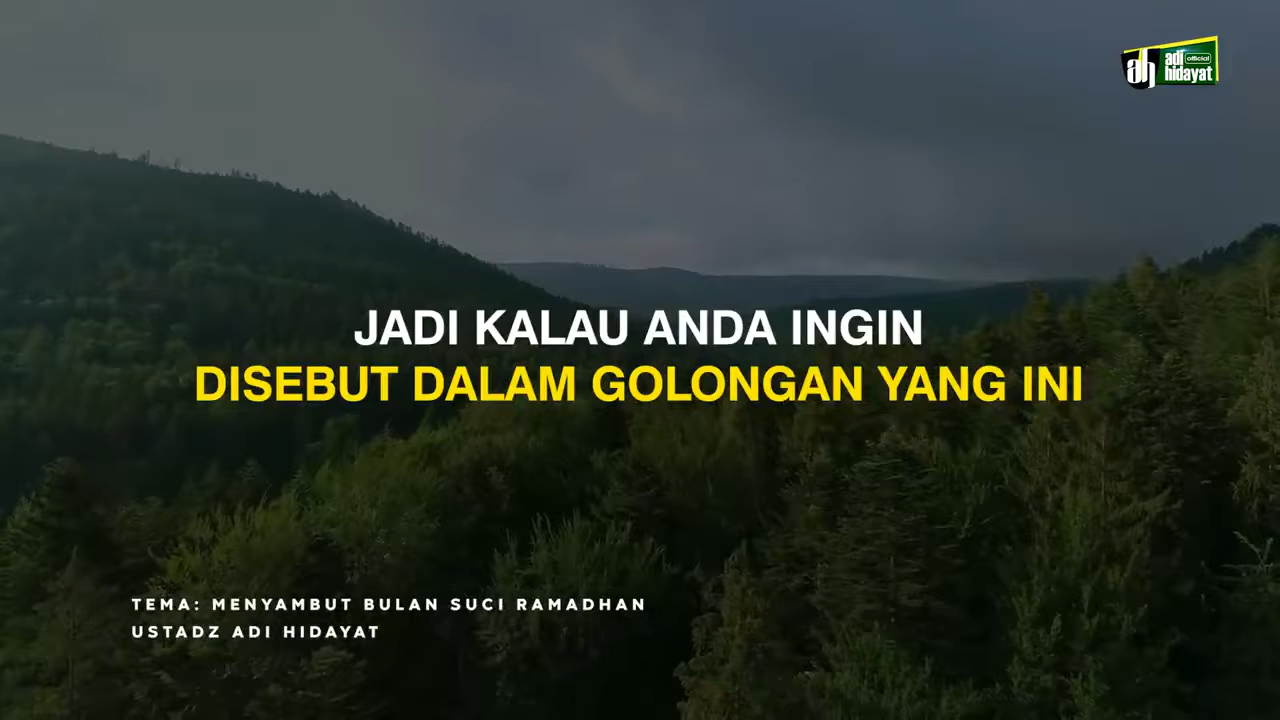 ah adi official hidayat
JADI KALAU ANDA INGIN
DISEBUT DALAM GOLONGAN YANG INI
TEMA: MENYAMBUT BULAN SUCI RAMADHAN
USTADZ ADI HIDAYAT